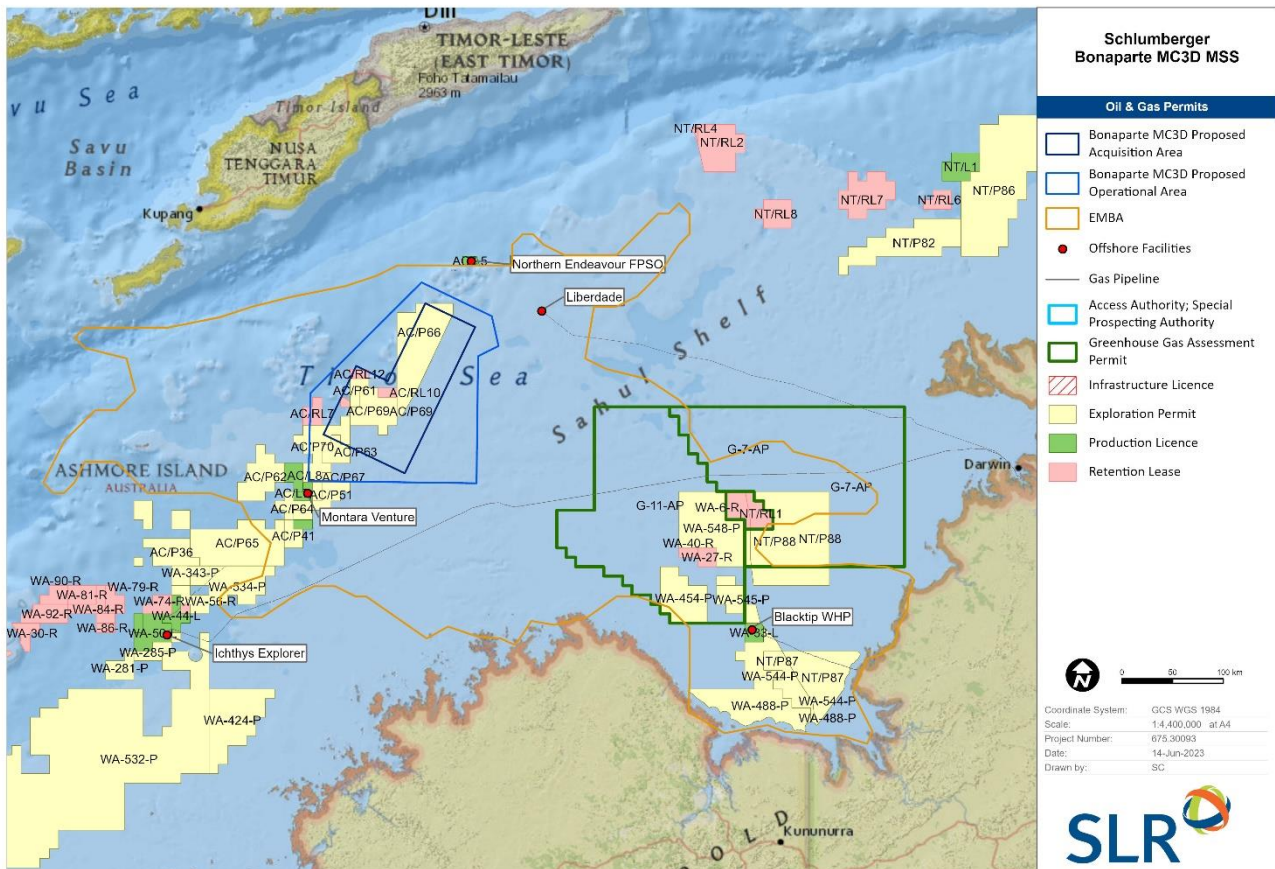 Dili
TIMOR-LESTE
(EAST TIMOR)
Foho Tatamailau
2963 m
Timor Island
vu Sea
Savu
Basin
NUSA
TENGGARA
TIMUR
Kupang
NT/RL4
NT/RL2
NT/L1
NT/P86
NT/RL7
NT/RL6
NT/RL8
NT/P82
Northern Endeavour FPSO
Liberdade
Sahul Shelf
AC/P66
AC/RL12
Sea
AC/P61
AC/RL10
AC/RL7
AC/P69
AC/P69
AC/P70
AC/P63
ASHMORE ISLAND
AUSTRALIA
AC/P62
AC/L8
AC/P67
AC/P51
AC/P64
Montara Venture
AC/P41
AC/P65
AC/P36
WA-343-P
WA-534-P
WA-90-R
WA-79-R
WA-81-R
WA-74-R
WA-56-R
WA-92-R
WA-84-R
WA-44-L
WA-30-R
WA-86-R
Ichthys Explorer
WA-285-P
WA-281-P
WA-424-P
WA-532-P
G-7-AP
Darwin
G-7-AP
G-11-AP
WA-6-R
NT/RL1
WA-548-P
NT/P88
NT/P88
WA-40-R
WA-27-R
WA-454-P
WA-545-P
Blacktip WHP
WA-33-L
NT/P87
WA-544-P
NT/P87
WA-488-P
WA-544-P
WA-488-P
OLD
Kununurra
Schlumberger
Bonaparte MC3D MSS
Oil & Gas Permits
Bonaparte MC3D Proposed
Acquisition Area
Bonaparte MC3D Proposed
Operational Area
EMBA
Offshore Facilities
Gas Pipeline
Access Authority; Special
Prospecting Authority
Greenhouse Gas Assessment
Permit
Infrastructure Licence
Exploration Permit
Production Licence
Retention Lease
N
0 50 100 km
Coordinate System: GCS WGS 1984
Scale: 1:4,400,000 at A4
Project Number: 675.30093
Date: 14-Jun-2023
Drawn by: SC
SLR